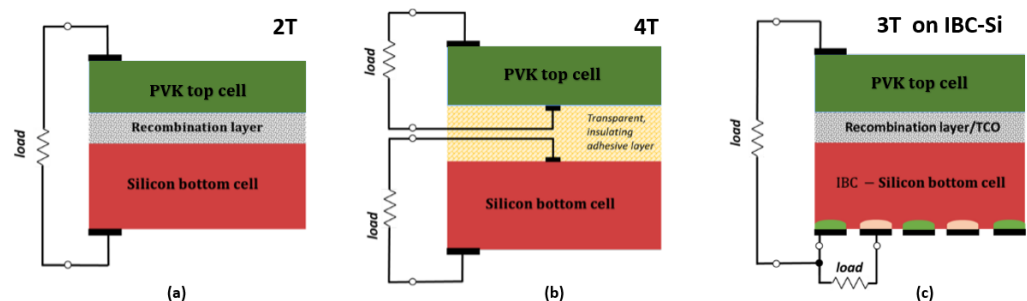 2T
PVK top cell
Recombination layer
Silicon bottom cell
load
(a)
4T
load
PVK top cell
Transparent,
insulating
adhesive layer
load
Silicon bottom cell
(b)
3T on IBC-Si
PVK top cell
load
Recombination layer/TCO
IBC – Silicon bottom cell
load
(c)